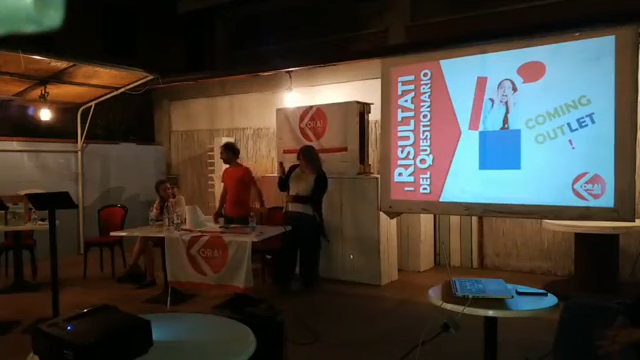 I RISULTATI
DEL QUESTIONARIO
COMING
OUTLET
!
ORA!
ORA!
ORA!